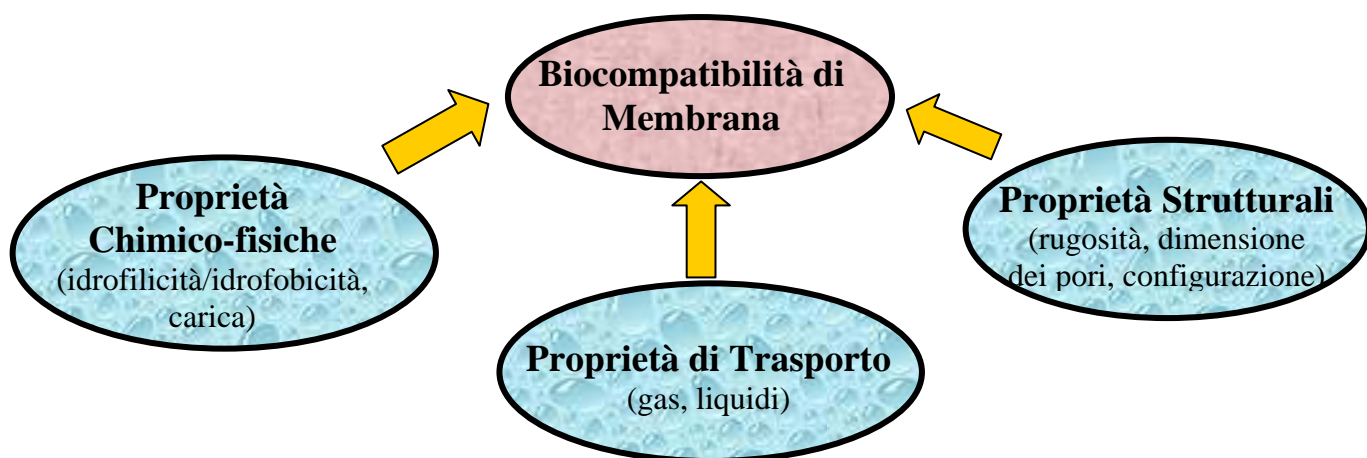 Biocompatibilità di
Membrana
Proprietà
Chimico-fisiche
(idrofilicità/idrofobicità,
carica)
Proprietà di Trasporto
(gas, liquidi)
Proprietà Strutturali
(rugosità, dimensione
dei pori, configurazione)